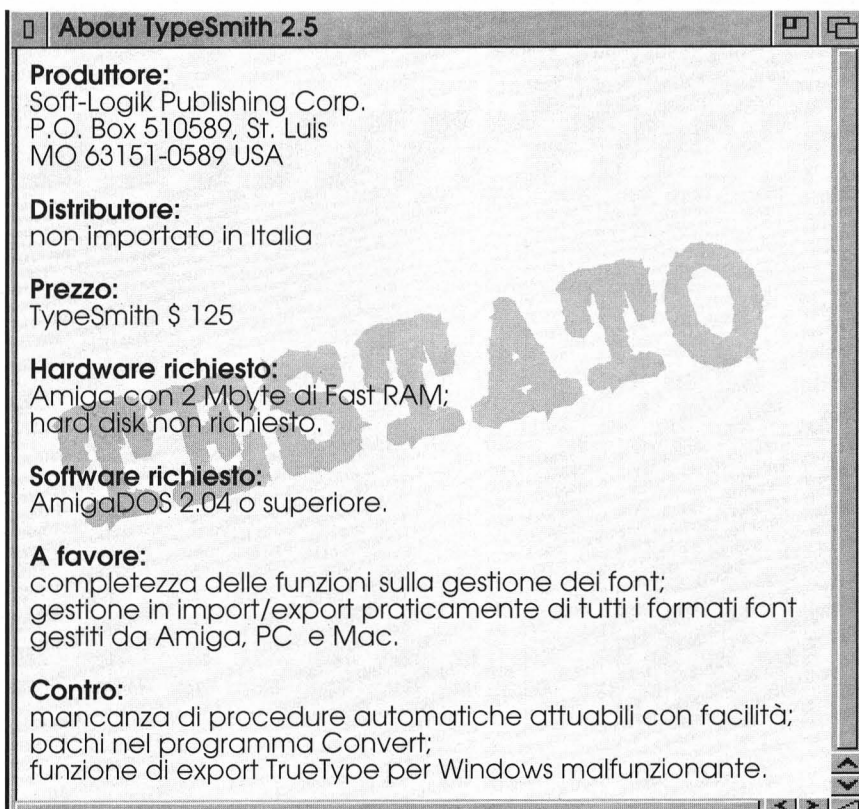 About TypeSmith 2.5
Produttore:
Soft-Logik Publishing Corp.
P.O. Box 510589, St. Luis
MO 63151-0589 USA
Distributore:
non importato in Italia
Prezzo:
TypeSmith $ 125
TESTATO
Hardware richiesto:
Amiga con 2 Mbyte di Fast RAM;
hard disk non richiesto.
Software richiesto:
AmigaDOS 2.04 o superiore.
A favore:
completezza delle funzioni sulla gestione dei font;
gestione in import/export praticamente di tutti i formati font
gestiti da Amiga, PC e Mac.
Contro:
mancanza di procedure automatiche attuabili con facilità;
bachi nel programma Convert;
funzione di export TrueType per Windows malfunzionante.